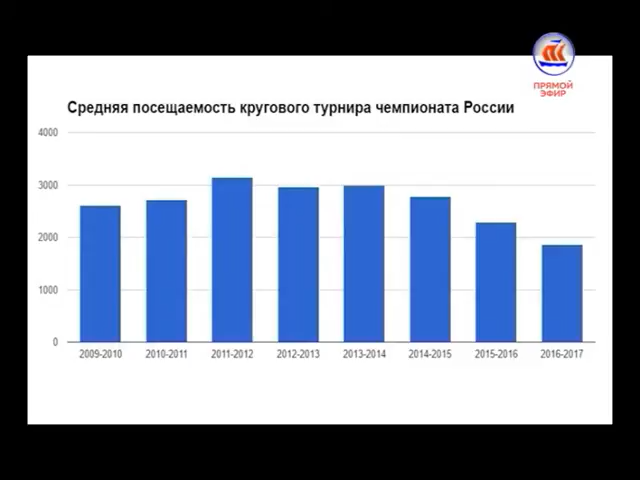 ПРЯМОЙ
ЭФИР
Средняя посещаемость кругового турнира чемпионата России
4000
3000
2000
1000
0
2009-2010 2010-2011 2011-2012 2012-2013 2013-2014 2014-2015 2015-2016 2016-2017